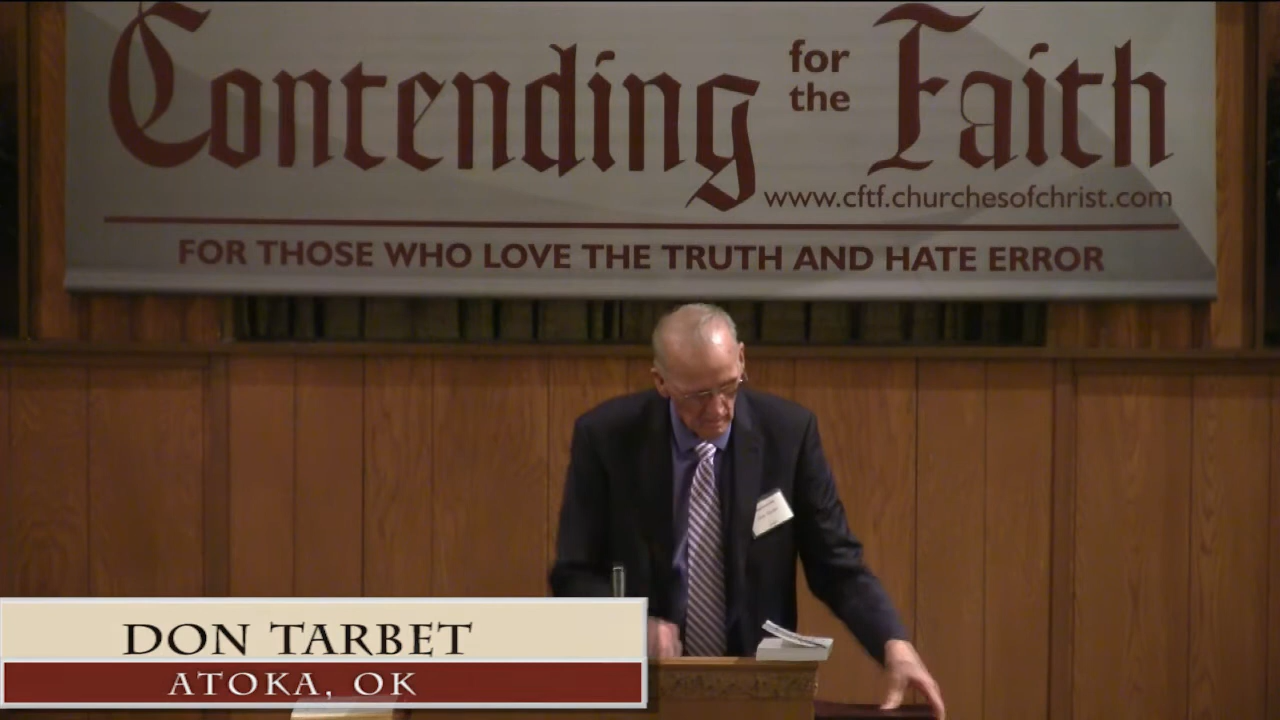 Contending for the Faith
www.cftf.churchesofchrist.com
FOR THOSE WHO LOVE THE TRUTH AND HATE ERROR
DON TARBET
ATOKA, OK